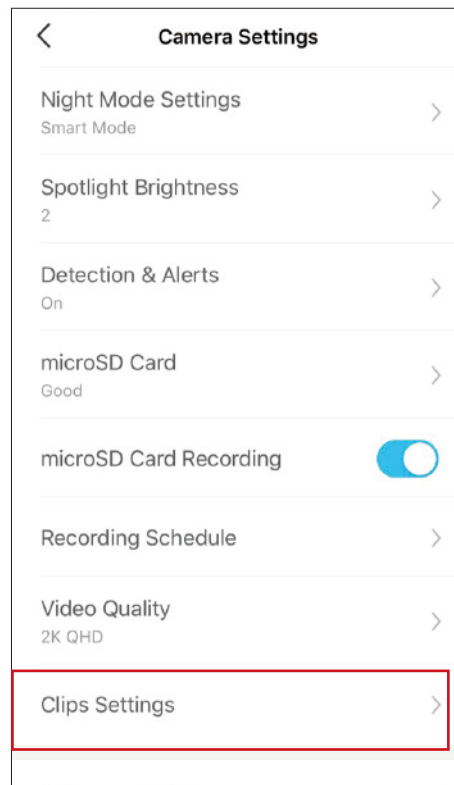 Camera Settings
Night Mode Settings
Smart Mode
Spotlight Brightness
2
Detection & Alerts
On
microSD Card
Good
microSD Card Recording
Recording Schedule
Video Quality
2K QHD
Clips Settings